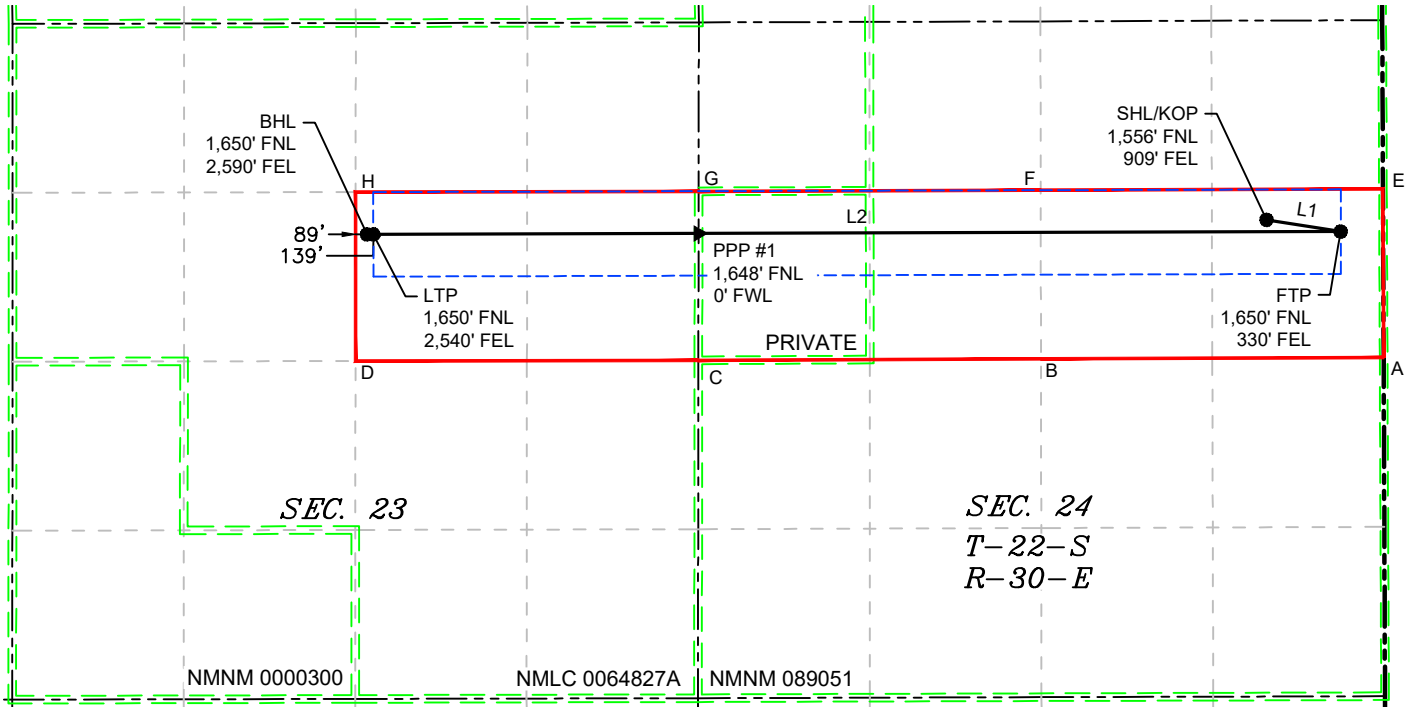 BHL
1,650' FNL
2,590' FEL
SHL/KOP
1,556' FNL
909' FEL
H
G
F
E
L1
L2
89'
139'
PPP #1
1,648' FNL
0' FWL
LTP
1,650' FNL
2,540' FEL
FTP
1,650' FNL
330' FEL
PRIVATE
D
C
B
A
SEC. 23
SEC. 24
T-22-S
R-30-E
NMNM 0000300
NMLC 0064827A
NMNM 089051